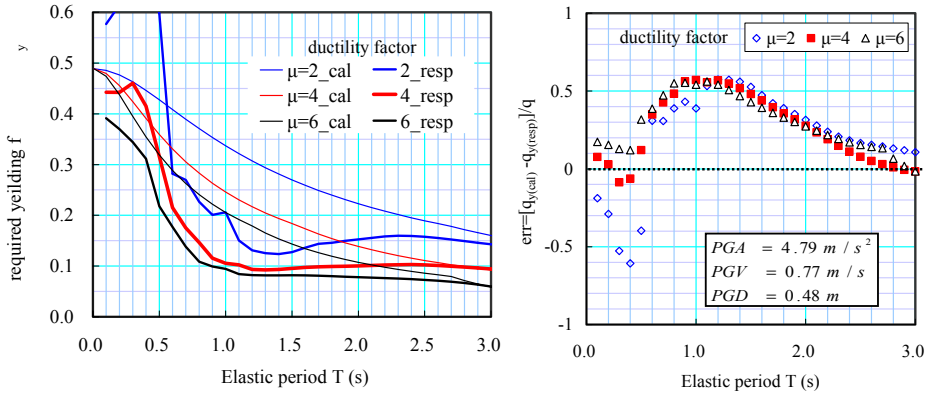 required yeilding f y
0.6
0.5
0.4
0.3
0.2
0.1
0.0
0.0 0.5 1.0 1.5 2.0 2.5 3.0
Elastic period T (s)
ductility factor
μ=2_cal 2_resp
μ=4_cal 4_resp
μ=6_cal 6_resp
err=[q y(cal) -q y(resp)]/q
1
0.5
0
-0.5
-1
0.0 1.0 2.0 3.0
Elastic period T (s)
ductility factor μ=2 μ=4 μ=6
PGA = 4.79 m / s 2
PGV = 0.77 m / s
PGD = 0.48 m